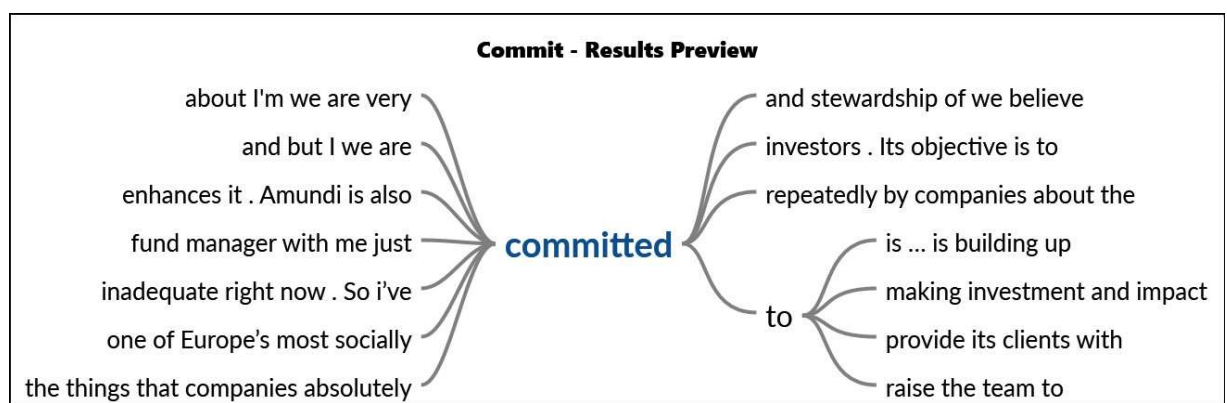 Commit - Results Preview
about I'm we are very
and but I we are
enhances it . Amundi is also
fund manager with me just
inadequate right now . So i’ve
one of Europe’s most socially
the things that companies absolutely
committed
and stewardship of we believe
investors . Its objective is to
repeatedly by companies about the
to
is ... is building up
making investment and impact
provide its clients with
raise the team to